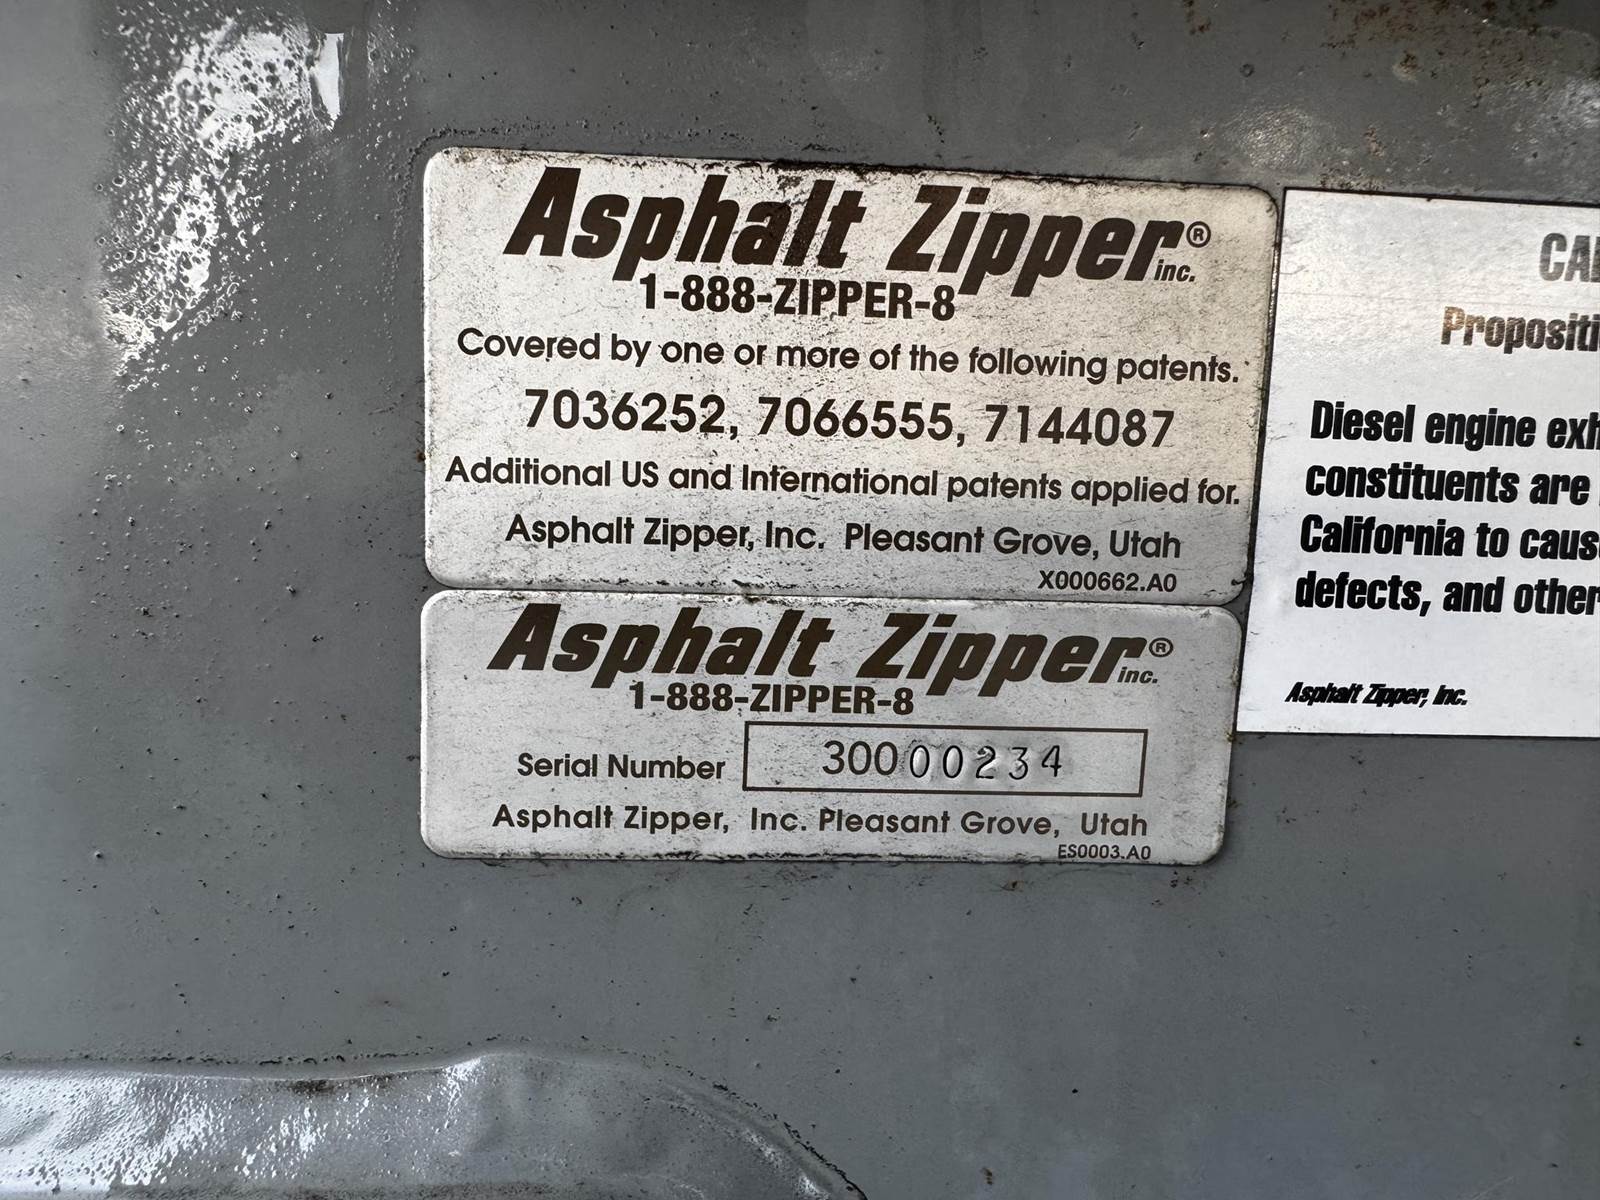 Asphalt Zipper® inc.
1-888-ZIPPER-8
Covered by one or more of the following patents.
7036252, 7066555, 7144087
Additional US and International patents applied for.
Asphalt Zipper, Inc. Pleasant Grove, Utah
X000662.A0
Asphalt Zipper® inc.
1-888-ZIPPER-8
Serial Number 30000234
Asphalt Zipper, Inc. Pleasant Grove, Utah
ES0003.A0
Diesel engine
constituents are
California to
defects, and other
Asphalt Zipper, Inc.